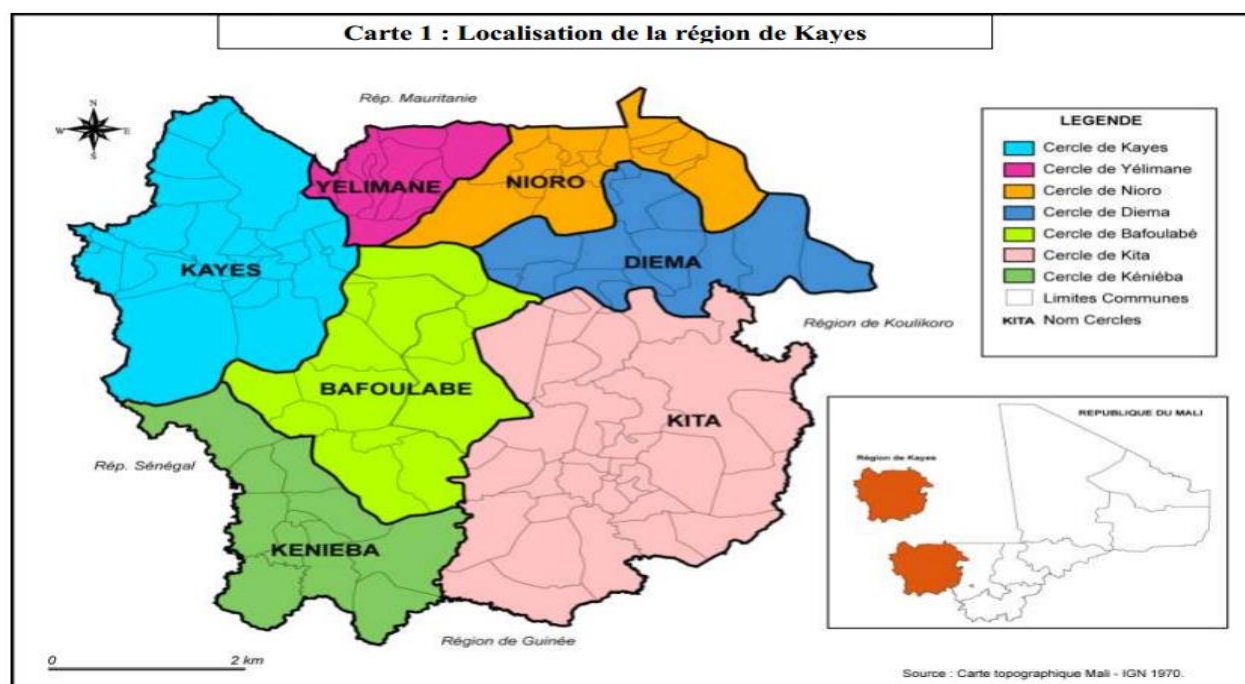 Carte 1 : Localisation de la région de Kayes
N
W E
S
Rép. Mauritanie
YELIMANE
NIORO
KAYES
DIEMA
Région de Koulikoro
BAFOULABE
KITA
Rép. Sénégal
KENIEBA
Région de Guinée
0 2 km
LEGENDE
Cercle de Kayes
Cercle de Yélimane
Cercle de Nioro
Cercle de Diema
Cercle de Bafoulabé
Cercle de Kita
Cercle de Kéniéba
Limites Communes
KITA Nom Cercles
REPUBLIQUE DU MALI
Région de Kayes
Source : Carte topographique Mali - IGN 1970.